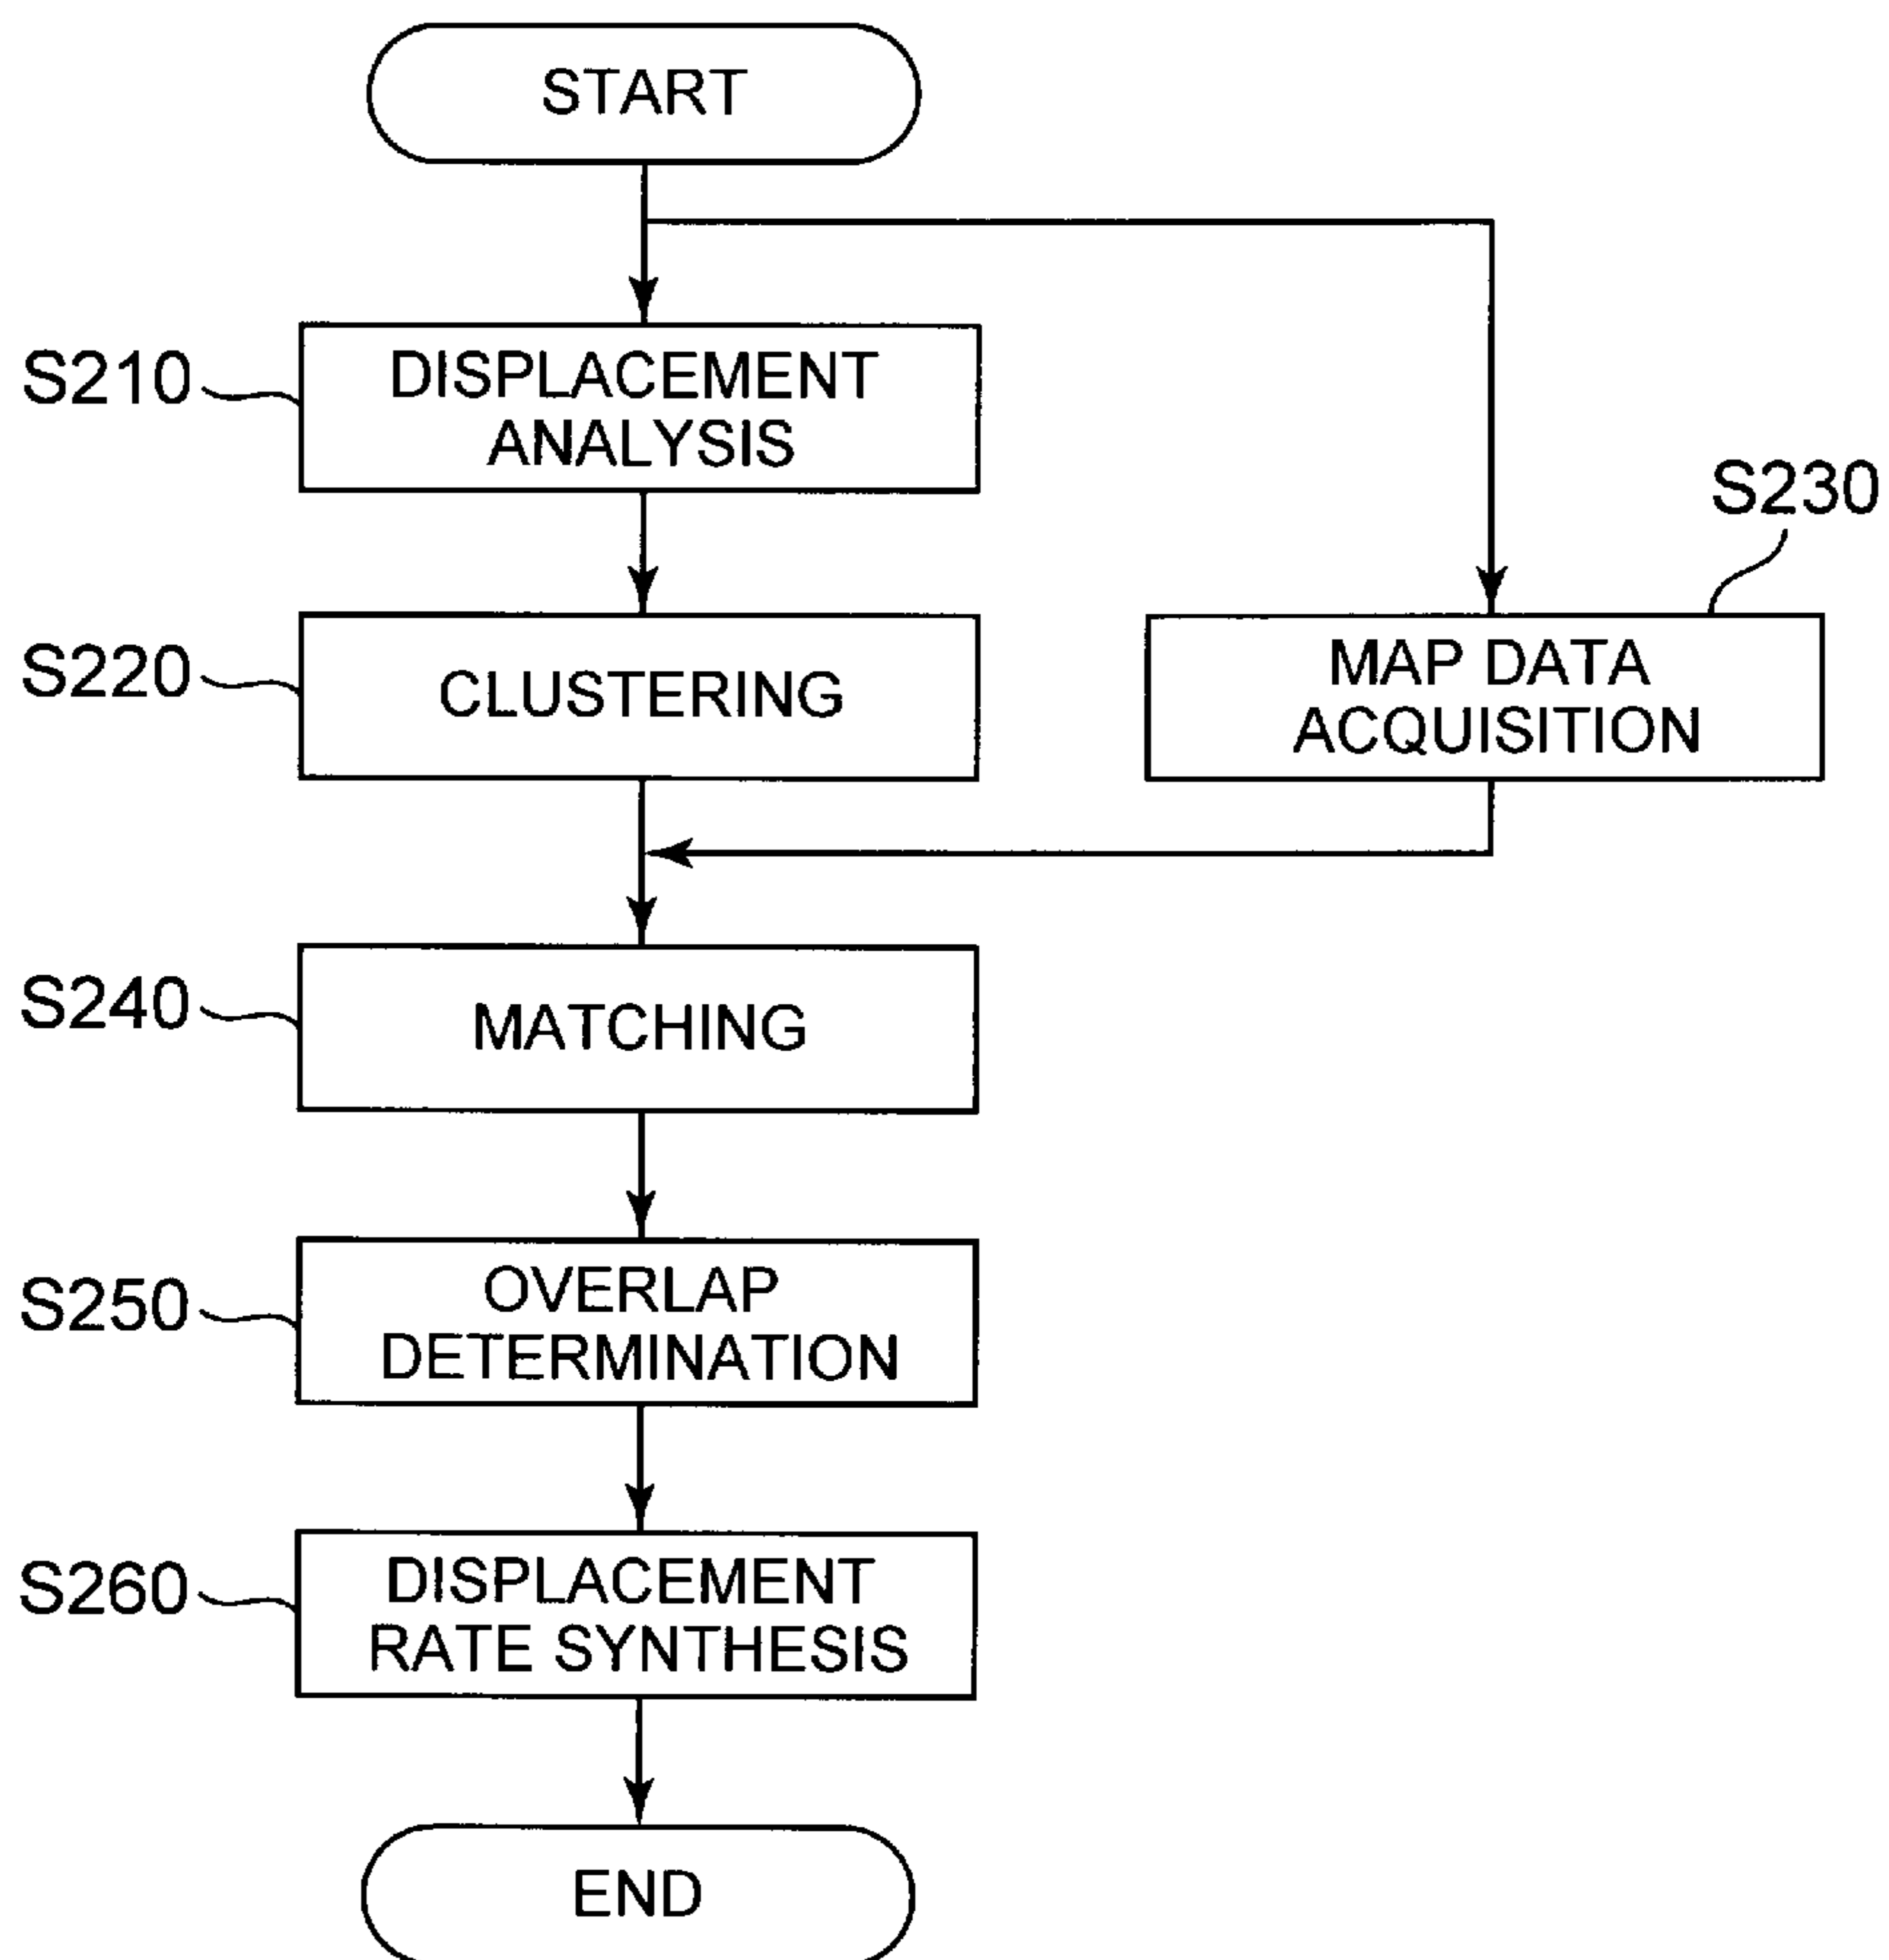 START
S210
DISPLACEMENT
ANALYSIS
S230
S220
CLUSTERING
MAP DATA
ACQUISITION
S240
MATCHING
S250
OVERLAP
DETERMINATION
S260
DISPLACEMENT
RATE SYNTHESIS
END